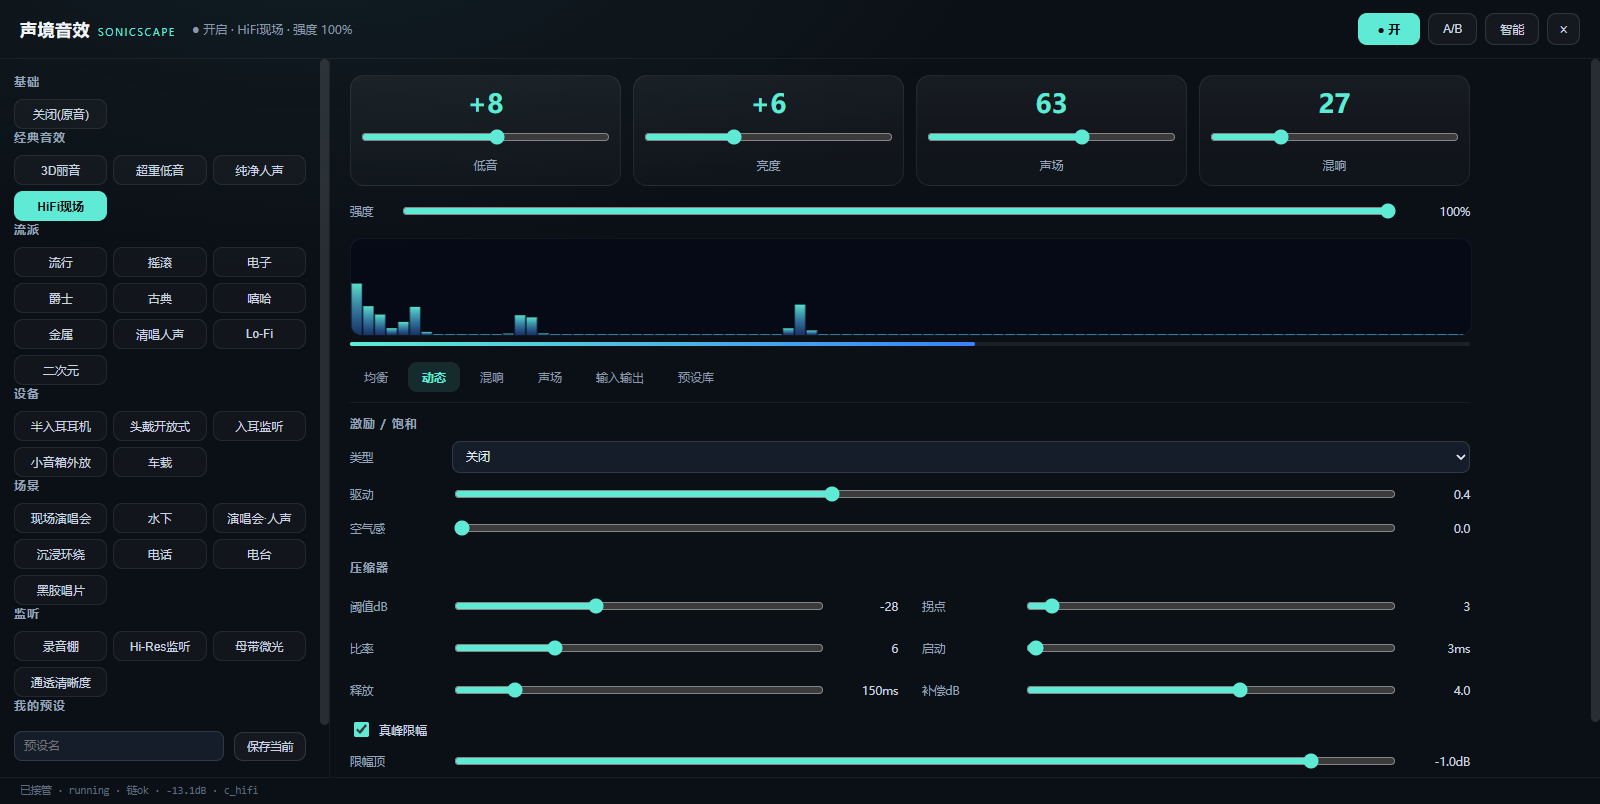 声境音效 SONICSCAPE ● 开启 · HiFi现场 · 强度 100%
● 开 A/B 智能 ×
基础
关闭(原音)
经典音效
3D丽音 超重低音 纯净人声
HiFi现场
流派
流行 摇滚 电子
爵士 古典 嘻哈
金属 清唱人声 Lo-Fi
二次元
设备
半入耳耳机 头戴开放式 入耳监听
小音箱外放 车载
场景
现场演唱会 水下 演唱会·人声
沉浸环绕 电话 电台
黑胶唱片
监听
录音棚 Hi-Res监听 母带微光
通透清晰度
我的预设
预设名 保存当前
+8 +6 63 27
低音 亮度 声场 混响
强度 100%
均衡 动态 混响 声场 输入输出 预设库
激励 / 饱和
类型 关闭
驱动 0.4
空气感 0.0
压缩器
阈值dB -28 拐点 3
比率 6 启动 3ms
释放 150ms 补偿dB 4.0
真峰限幅
限幅顶 -1.0dB
已接管 · running · 链ok · -13.1dB · c_hifi